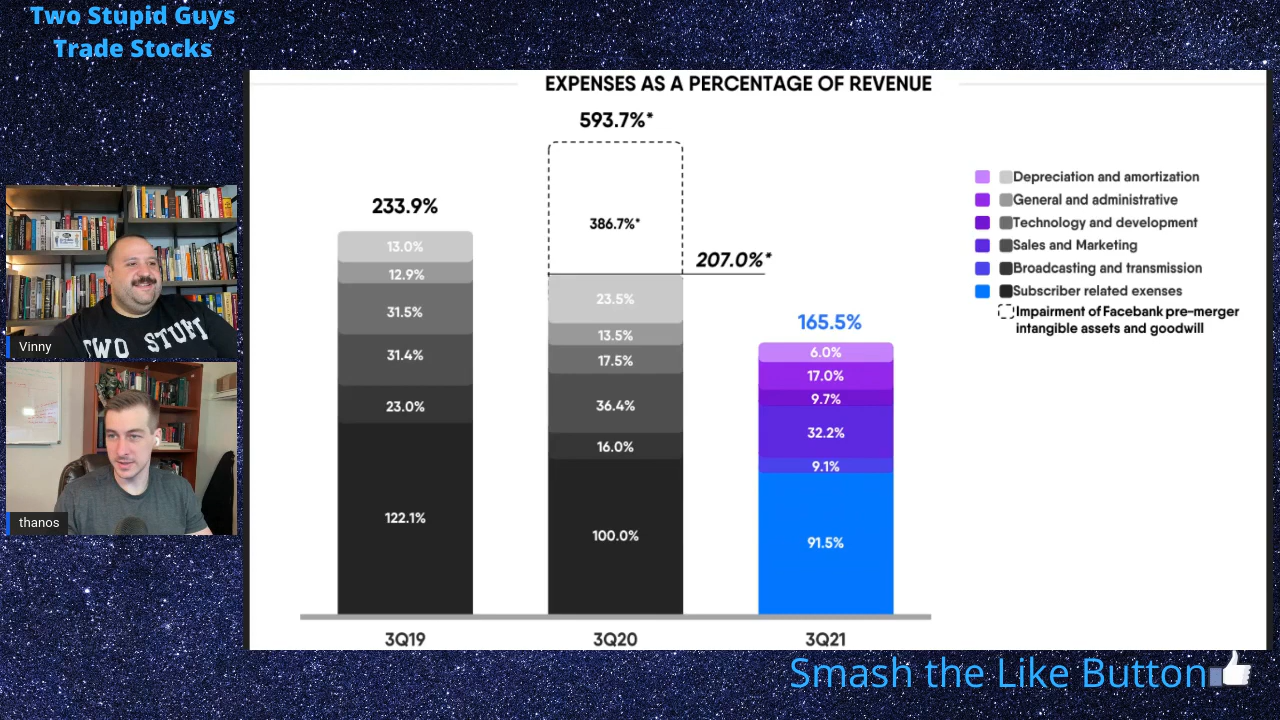 Two Stupid Guys
Trade Stocks
EXPENSES AS A PERCENTAGE OF REVENUE
593.7%*
233.9%
386.7%*
207.0%*
165.5%
13.0%
12.9%
31.5%
31.4%
23.0%
122.1%
23.5%
13.5%
17.5%
36.4%
16.0%
100.0%
6.0%
17.0%
9.7%
32.2%
9.1%
91.5%
3Q19
3Q20
3Q21
Depreciation and amortization
General and administrative
Technology and development
Sales and Marketing
Broadcasting and transmission
Subscriber related exenses
Impairment of Facebank pre-merger
intangible assets and goodwill
TWO STUPI
Vinny
thanos
Smash the Like Button